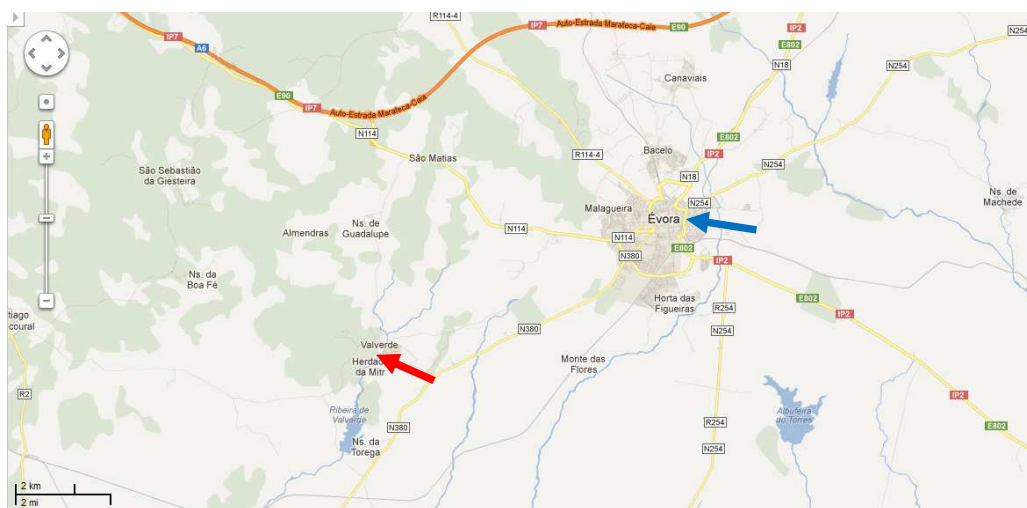 R114-4
IP7
Auto-Estrada Marateca-Caia
E90
IP2
N254
IP7
A6
E802
N18
N254
Canaviais
E90
IP7
Auto-Estrada Marateca-Caia
N114
E802
IP2
Bacelo
R114-4
São Matias
N254
São Sebastião
da Giesteira
N18
Ns. de
Machede
N254
Malagueira
Évora
Ns. de
Guadalupe
Almendras
N114
N114
E802
N380
IP2
Ns. da
Boa Fé
Horta das
Figueiras
E802
R254
IP2
tiago
coural
N380
N254
Valverde
Herdad
da Mitr
Monte das
Flores
R2
IP2
Ribeira de
Valverde
Albufeira
do Torres
N380
R254
E802
Ns. da
Torega
N254
2 km
2 mi